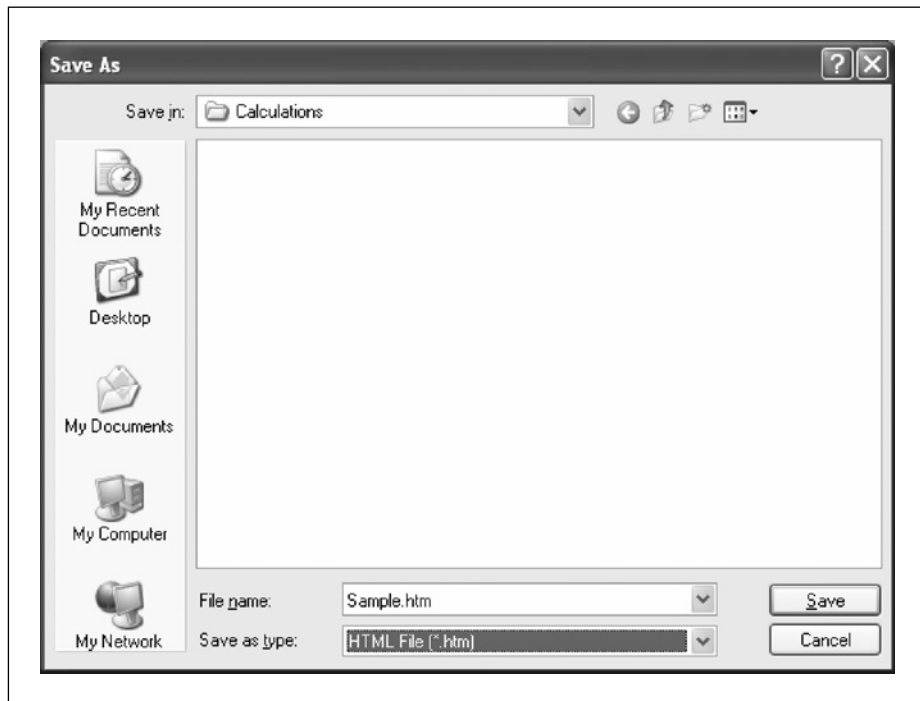 Save As
Save in:
Calculations
My Recent
Documents
Desktop
My Documents
My Computer
My Network
File name:
Sample.htm
Save
Save as type:
HTML File (*.htm)
Cancel